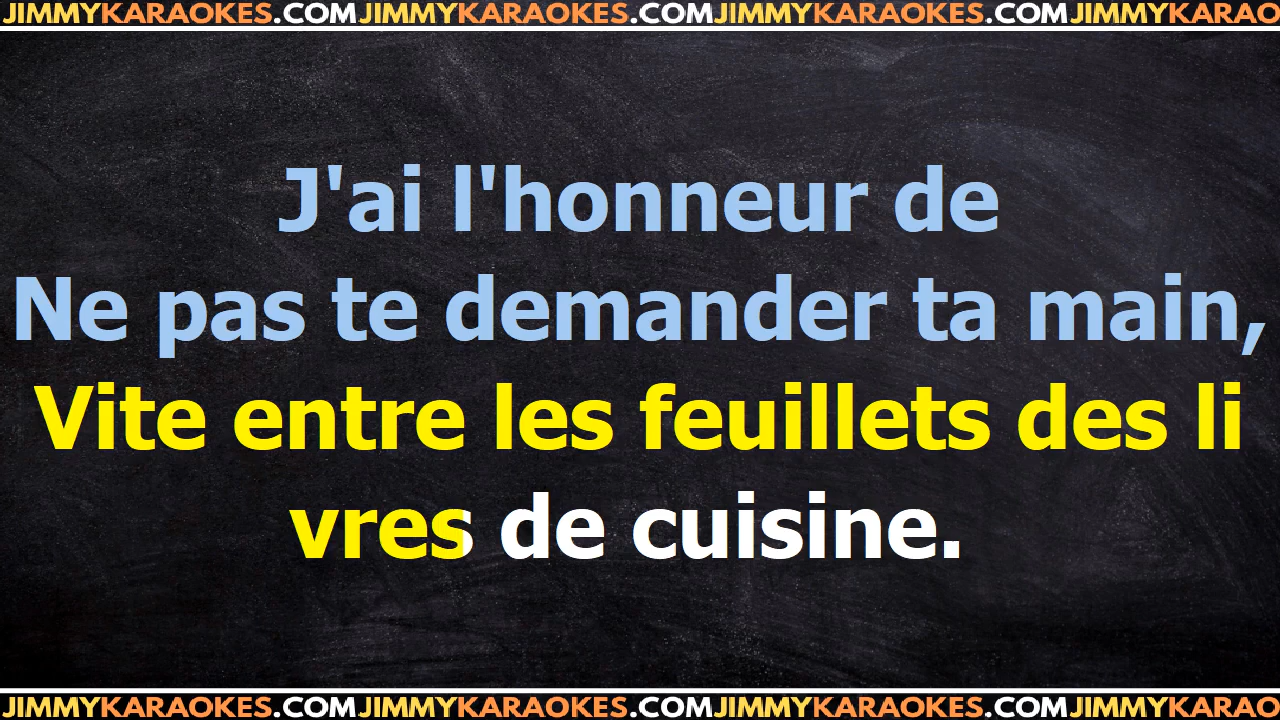 JIMMYKARAOKES.COMJIMMYKARAOKES.COMJIMMYKARAOKES.COMJIMMYKARAO
J'ai l'honneur de
Ne pas te demander ta main,
Vite entre les feuillets des li
vres de cuisine.
JIMMYKARAOKES.COMJIMMYKARAOKES.COMJIMMYKARAOKES.COMJIMMYKARAO